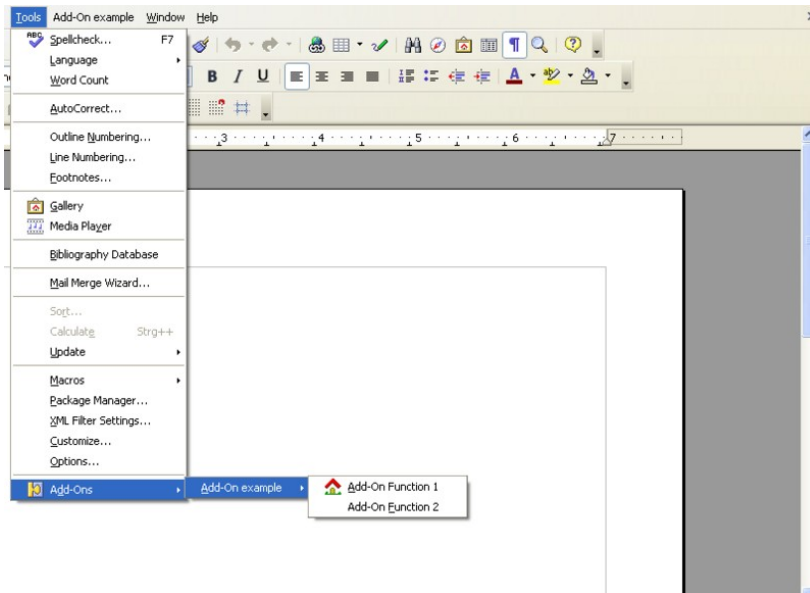 Tools Add-On example Window Help
Spellcheck... F7
Language
Word Count
AutoCorrect...
Outline Numbering...
Line Numbering...
Footnotes...
Gallery
Media Player
Bibliography Database
Mail Merge Wizard...
Sort...
Calculate Strg++
Update
Macros
Package Manager...
XML Filter Settings...
Customize...
Options...
Add-Ons
Add-On example
Add-On Function 1
Add-On Function 2
ABC
B I U
A
3 4 5 6 7